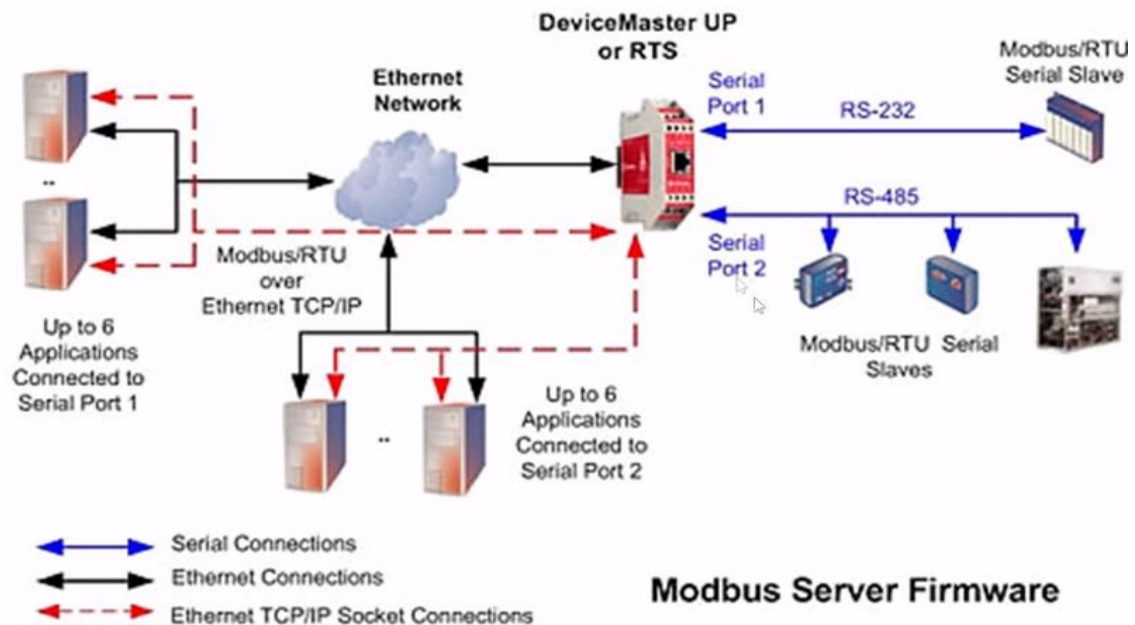 DeviceMaster UP
or RTS
Ethernet
Network
Serial
Port 1
RS-232
Modbus/RTU
Serial Slave
..
Modbus/RTU
over
Ethernet TCP/IP
Serial
Port 2
RS-485
Modbus/RTU Serial
Slaves
Up to 6
Applications
Connected to
Serial Port 1
..
Up to 6
Applications
Connected to
Serial Port 2
Serial Connections
Ethernet Connections
Ethernet TCP/IP Socket Connections
Modbus Server Firmware